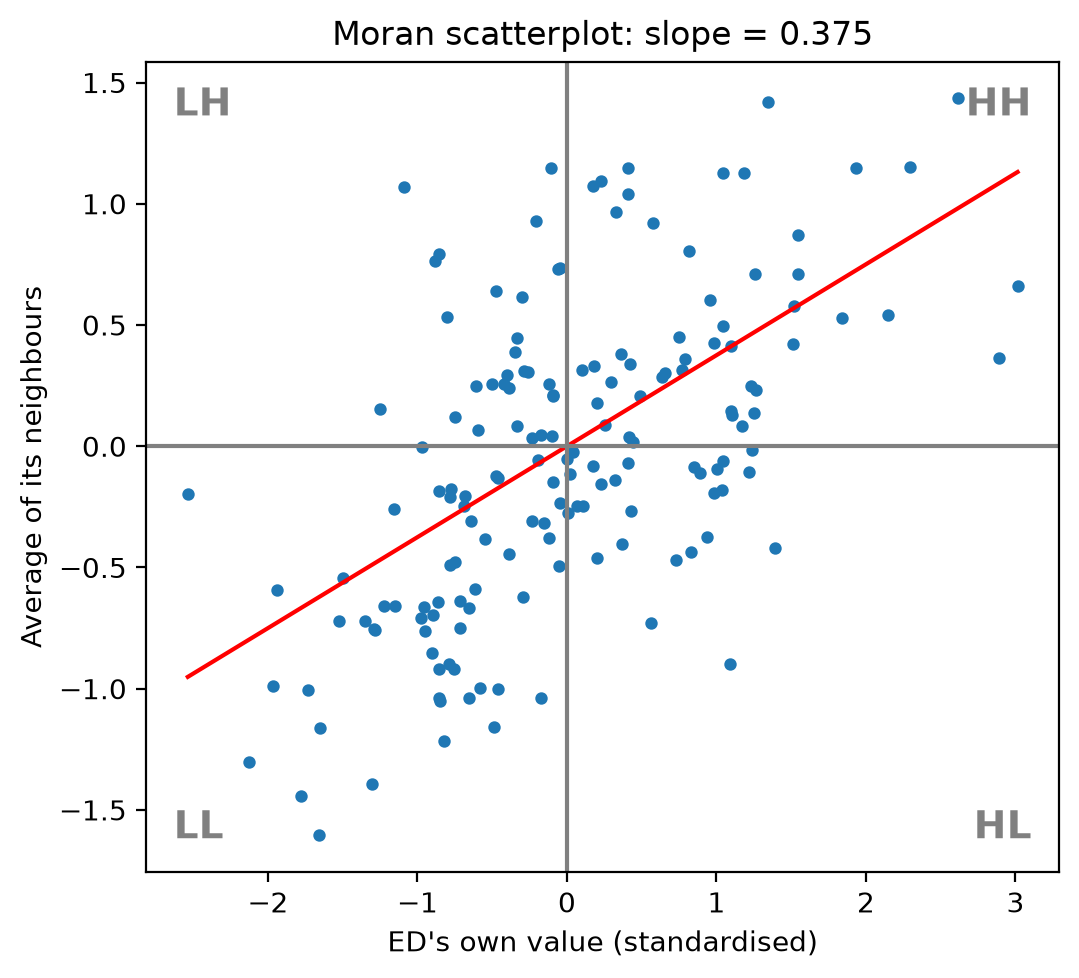 Moran scatterplot: slope = 0.375
LH
HH
LL
HL
1.5
1.0
0.5
0.0
−0.5
−1.0
−1.5
−2
−1
0
1
2
3
Average of its neighbours
ED's own value (standardised)